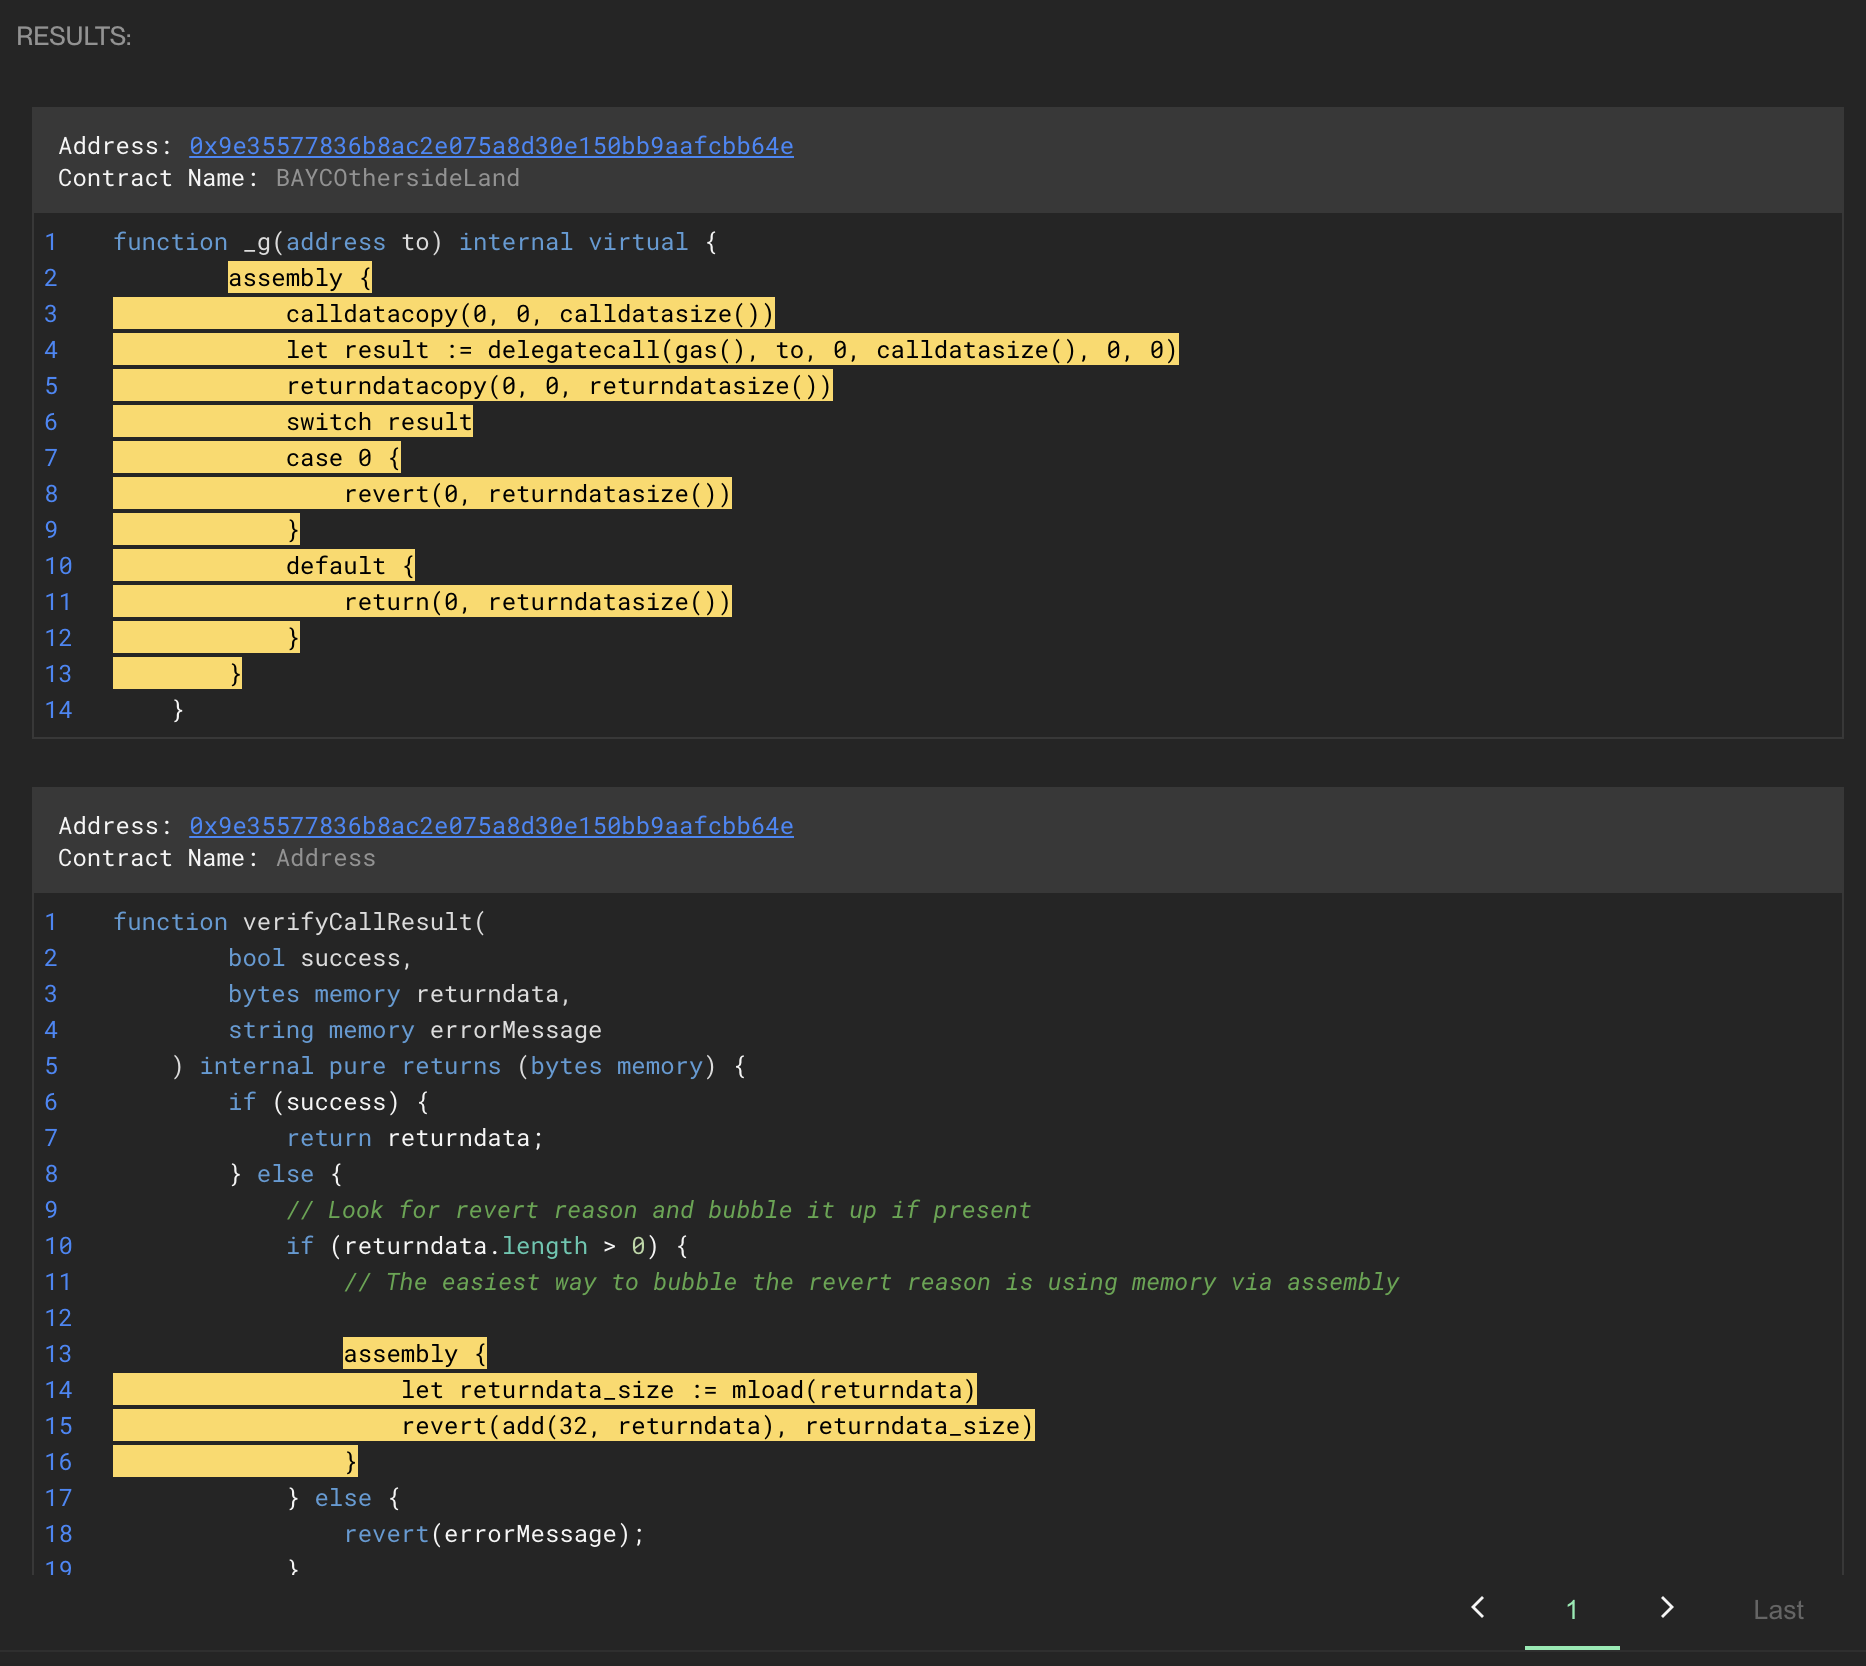 RESULTS:
Address: 0x9e35577836b8ac2e075a8d30e150bb9aafcbb64e
Contract Name: BAYCOthersideLand
1 function _g(address to) internal virtual {
2 assembly {
3 calldatacopy(0, 0, calldatasize())
4 let result := delegatecall(gas(), to, 0, calldatasize(), 0, 0)
5 returndatacopy(0, 0, returndatasize())
6 switch result
7 case 0 {
8 revert(0, returndatasize())
9 }
10 default {
11 return(0, returndatasize())
12 }
13 }
14 }
Address: 0x9e35577836b8ac2e075a8d30e150bb9aafcbb64e
Contract Name: Address
1 function verifyCallResult(
2 bool success,
3 bytes memory returndata,
4 string memory errorMessage
5 ) internal pure returns (bytes memory) {
6 if (success) {
7 return returndata;
8 } else {
9 // Look for revert reason and bubble it up if present
10 if (returndata.length > 0) {
11 // The easiest way to bubble the revert reason is using memory via assembly
12
13 assembly {
14 let returndata_size := mload(returndata)
15 revert(add(32, returndata), returndata_size)
16 }
17 } else {
18 revert(errorMessage);
19 }
< 1 > Last